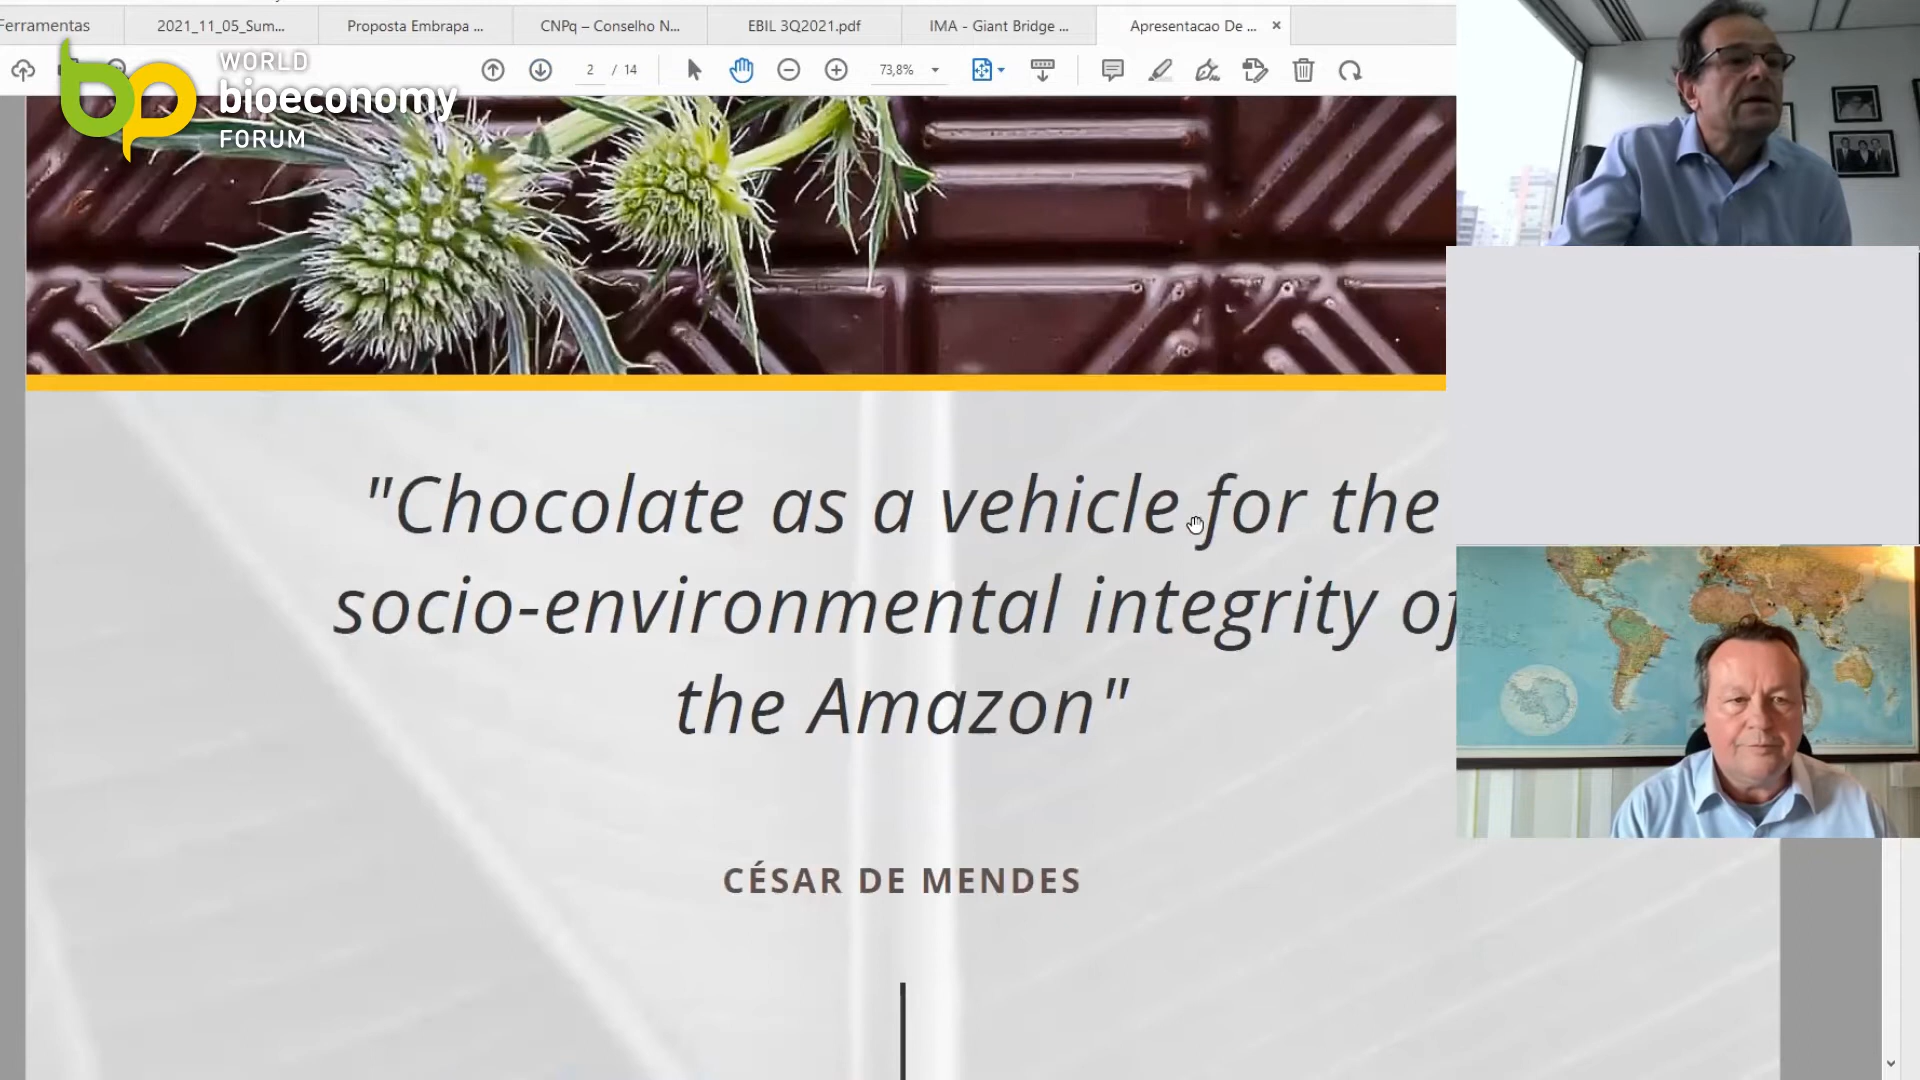 Ferramentas
2021_11_05_Sum...
Proposta Embrapa ...
CNPq – Conselho N...
EBIL 3Q2021.pdf
IMA - Giant Bridge ...
Apresentacao De ...
2 / 14
73,8%
WORLD
bioeconomy
FORUM
"Chocolate as a vehicle for the
socio-environmental integrity of
the Amazon"
CÉSAR DE MENDES